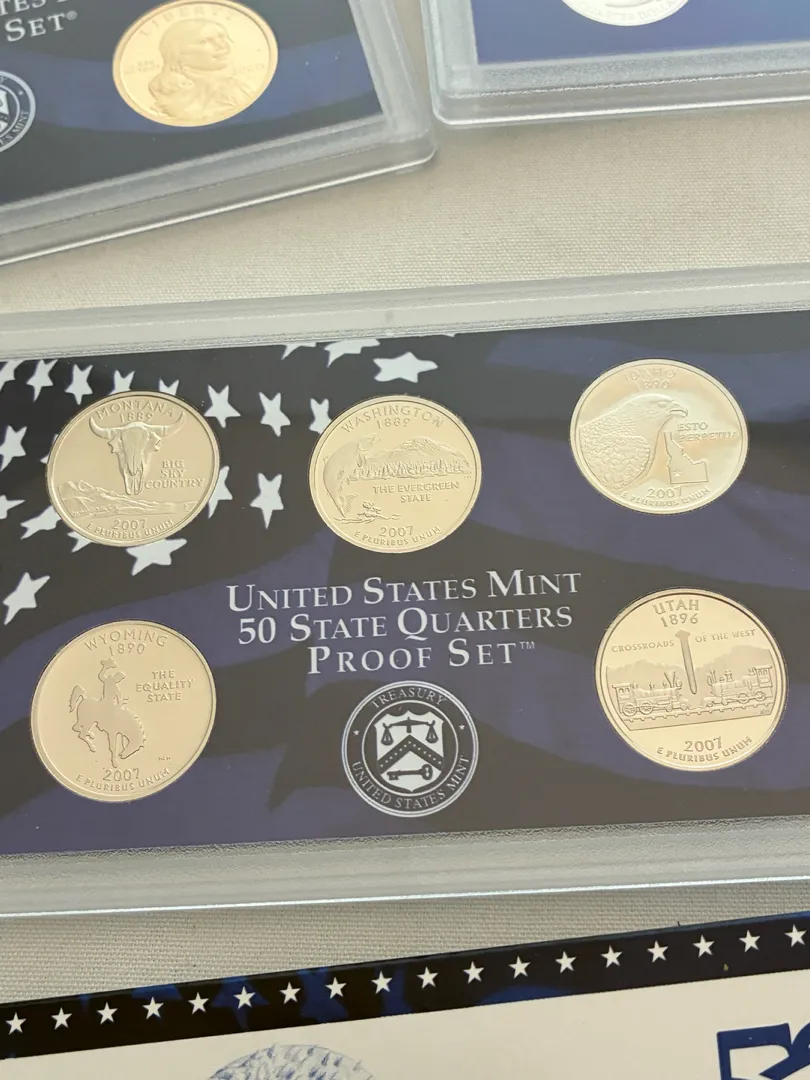 SET®
LIBERTY
QUARTER DOLLAR
MONTANA
1889
BIG
SKY
COUNTRY
2007
E PLURIBUS UNUM
WASHINGTON
1889
THE EVERGREEN
STATE
2007
E PLURIBUS UNUM
IDAHO
1890
ESTO
PERPETUA
2007
E PLURIBUS UNUM
UNITED STATES MINT
50 STATE QUARTERS
PROOF SET™
WYOMING
1890
THE
EQUALITY
STATE
2007
E PLURIBUS UNUM
TREASURY
UNITED STATES MINT
UTAH
1896
CROSSROADS OF THE WEST
2007
E PLURIBUS UNUM